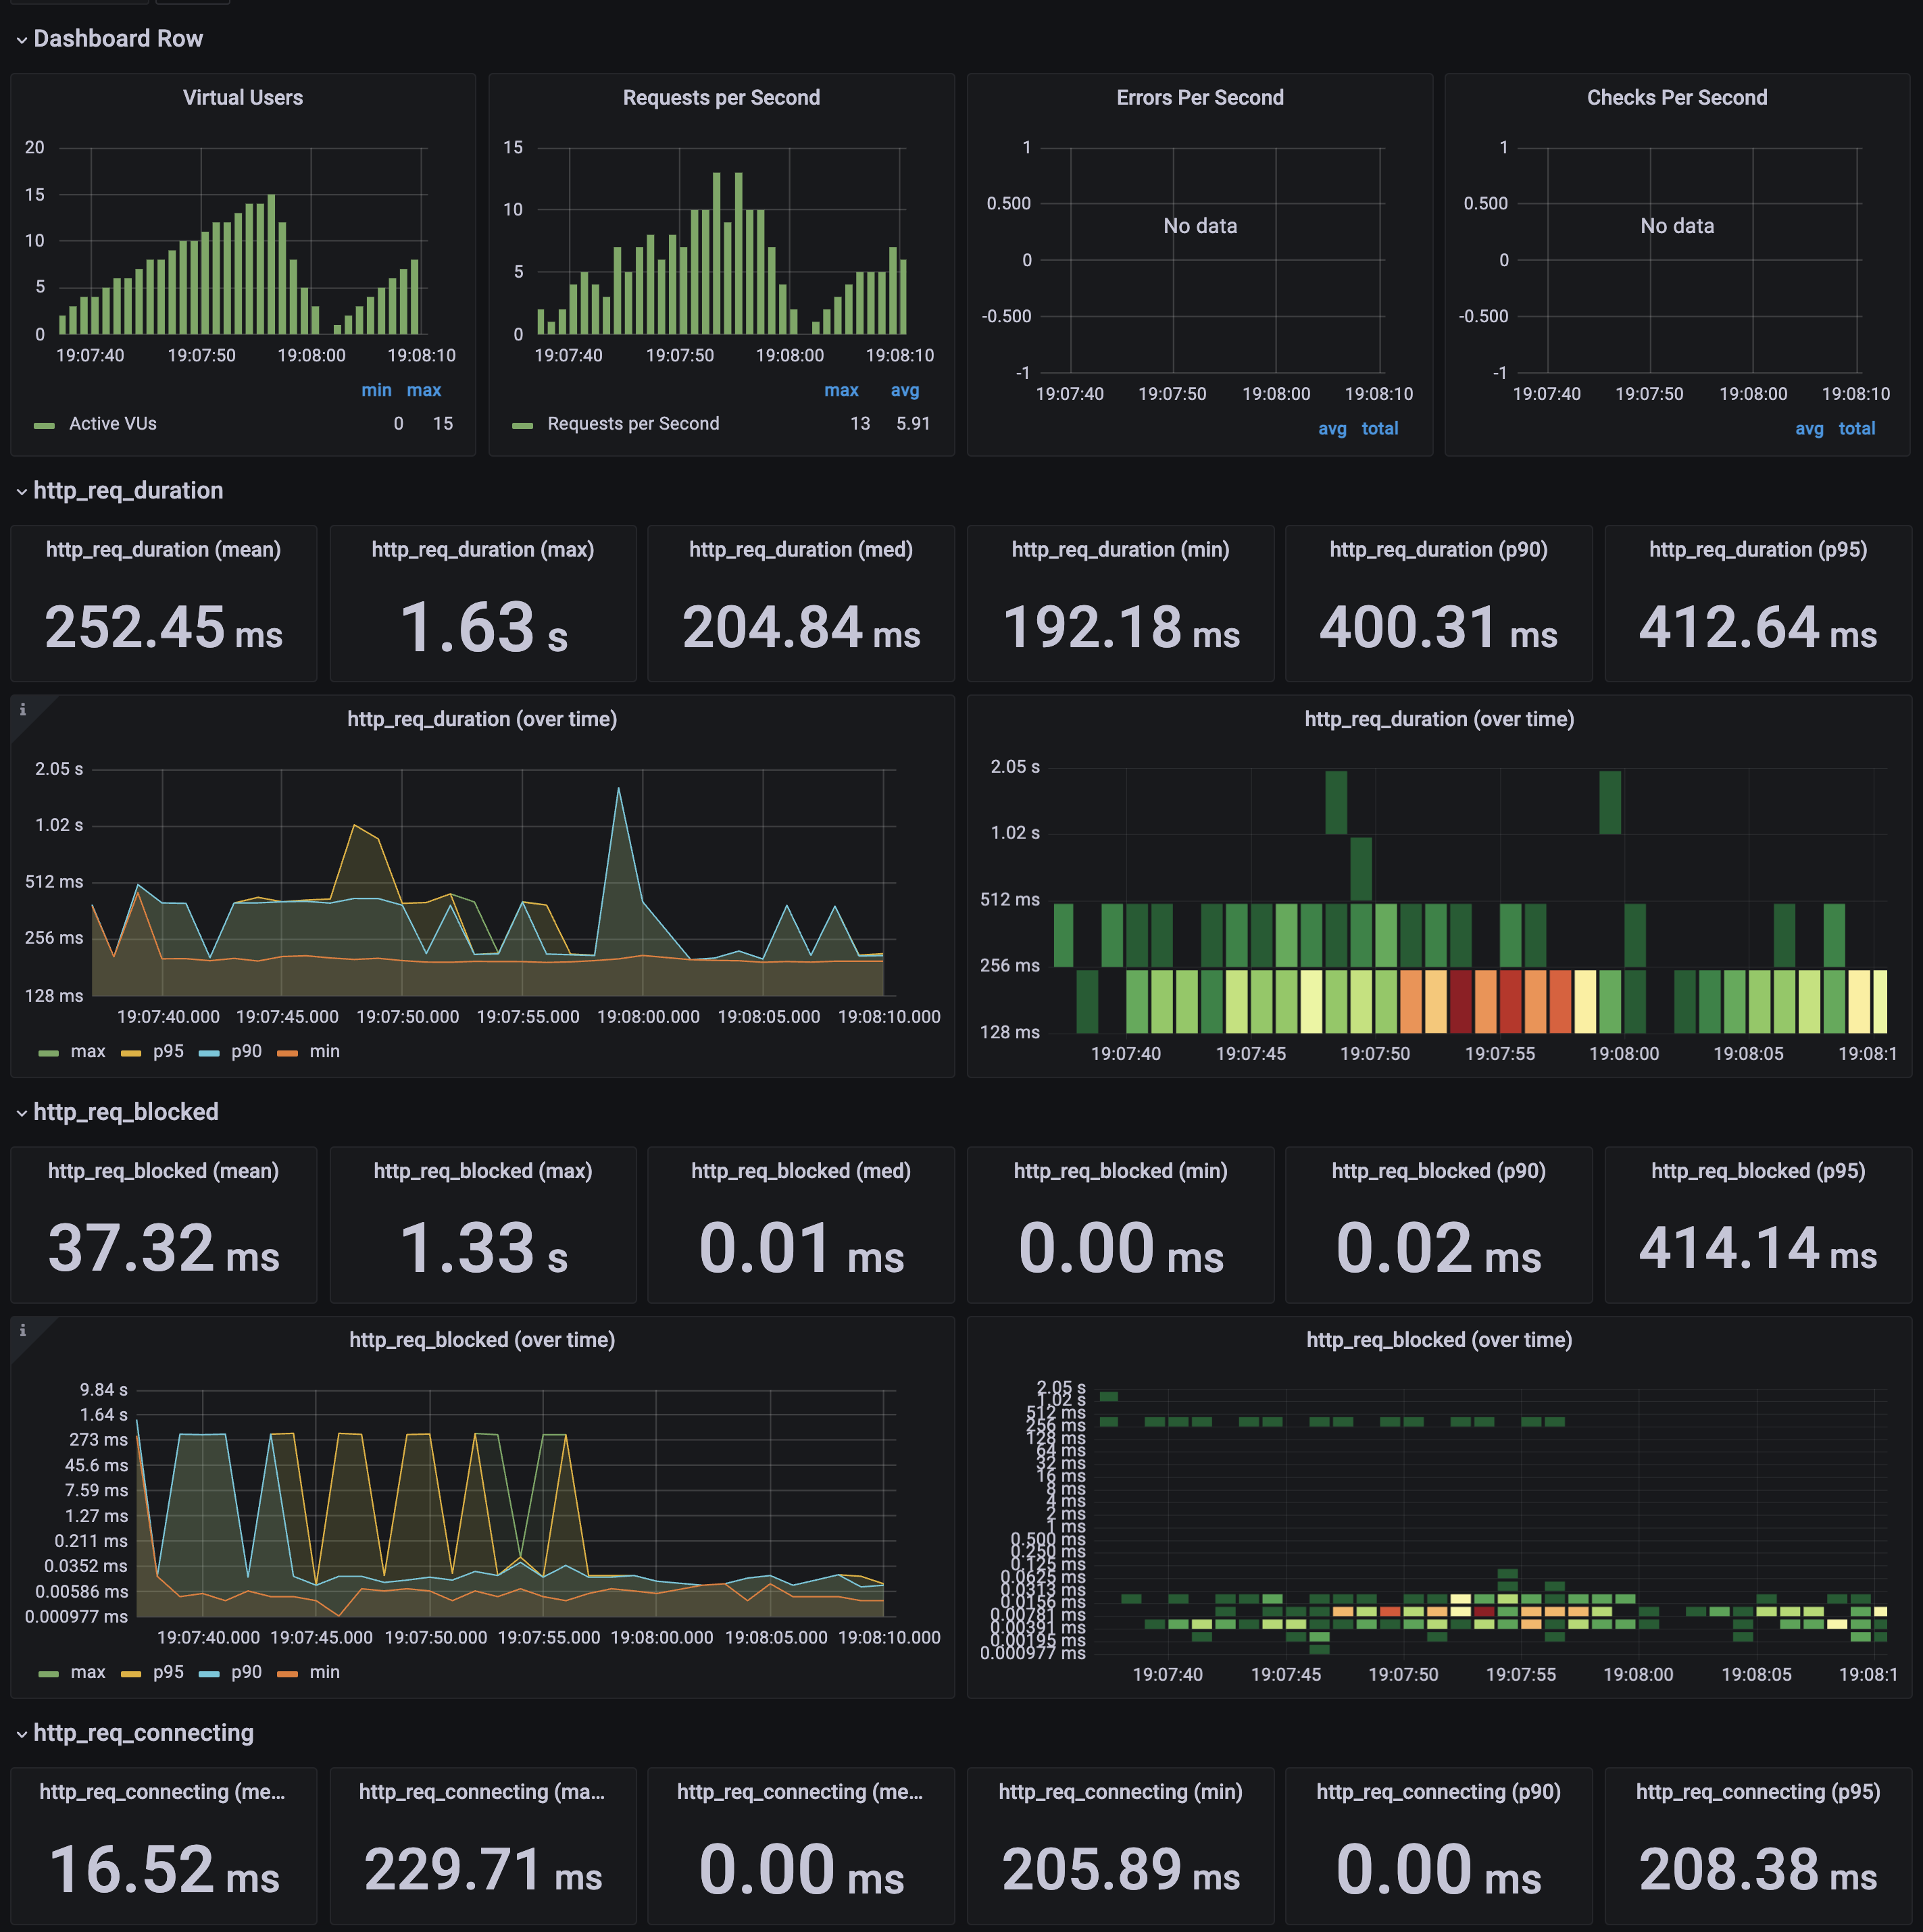 Dashboard Row
Virtual Users
20
15
10
5
0
19:07:40 19:07:50 19:08:00 19:08:10
min max
Active VUs 0 15
Requests per Second
15
10
5
0
19:07:40 19:07:50 19:08:00 19:08:10
max avg
Requests per Second 13 5.91
Errors Per Second
1
0.500
No data
0
-0.500
-1
19:07:40 19:07:50 19:08:00 19:08:10
avg total
Checks Per Second
1
0.500
No data
0
-0.500
-1
19:07:40 19:07:50 19:08:00 19:08:10
avg total
http_req_duration
http_req_duration (mean)
252.45 ms
http_req_duration (max)
1.63 s
http_req_duration (med)
204.84 ms
http_req_duration (min)
192.18 ms
http_req_duration (p90)
400.31 ms
http_req_duration (p95)
412.64 ms
i
http_req_duration (over time)
2.05 s
1.02 s
512 ms
256 ms
128 ms
19:07:40.000 19:07:45.000 19:07:50.000 19:07:55.000 19:08:00.000 19:08:05.000 19:08:10.000
max p95 p90 min
http_req_duration (over time)
2.05 s
1.02 s
512 ms
256 ms
128 ms
19:07:40 19:07:45 19:07:50 19:07:55 19:08:00 19:08:05 19:08:1
http_req_blocked
http_req_blocked (mean)
37.32 ms
http_req_blocked (max)
1.33 s
http_req_blocked (med)
0.01 ms
http_req_blocked (min)
0.00 ms
http_req_blocked (p90)
0.02 ms
http_req_blocked (p95)
414.14 ms
i
http_req_blocked (over time)
9.84 s
1.64 s
273 ms
45.6 ms
7.59 ms
1.27 ms
0.211 ms
0.0352 ms
0.00586 ms
0.000977 ms
19:07:40.000 19:07:45.000 19:07:50.000 19:07:55.000 19:08:00.000 19:08:05.000 19:08:10.000
max p95 p90 min
http_req_blocked (over time)
2.05 s
1.02 s
512 ms
256 ms
128 ms
64 ms
32 ms
16 ms
8 ms
4 ms
2 ms
1 ms
0.500 ms
0.250 ms
0.125 ms
0.0625 ms
0.0313 ms
0.0156 ms
0.00781 ms
0.00391 ms
0.00195 ms
0.000977 ms
19:07:40 19:07:45 19:07:50 19:07:55 19:08:00 19:08:05 19:08:1
http_req_connecting
http_req_connecting (me...
16.52 ms
http_req_connecting (ma...
229.71 ms
http_req_connecting (me...
0.00 ms
http_req_connecting (min)
205.89 ms
http_req_connecting (p90)
0.00 ms
http_req_connecting (p95)
208.38 ms